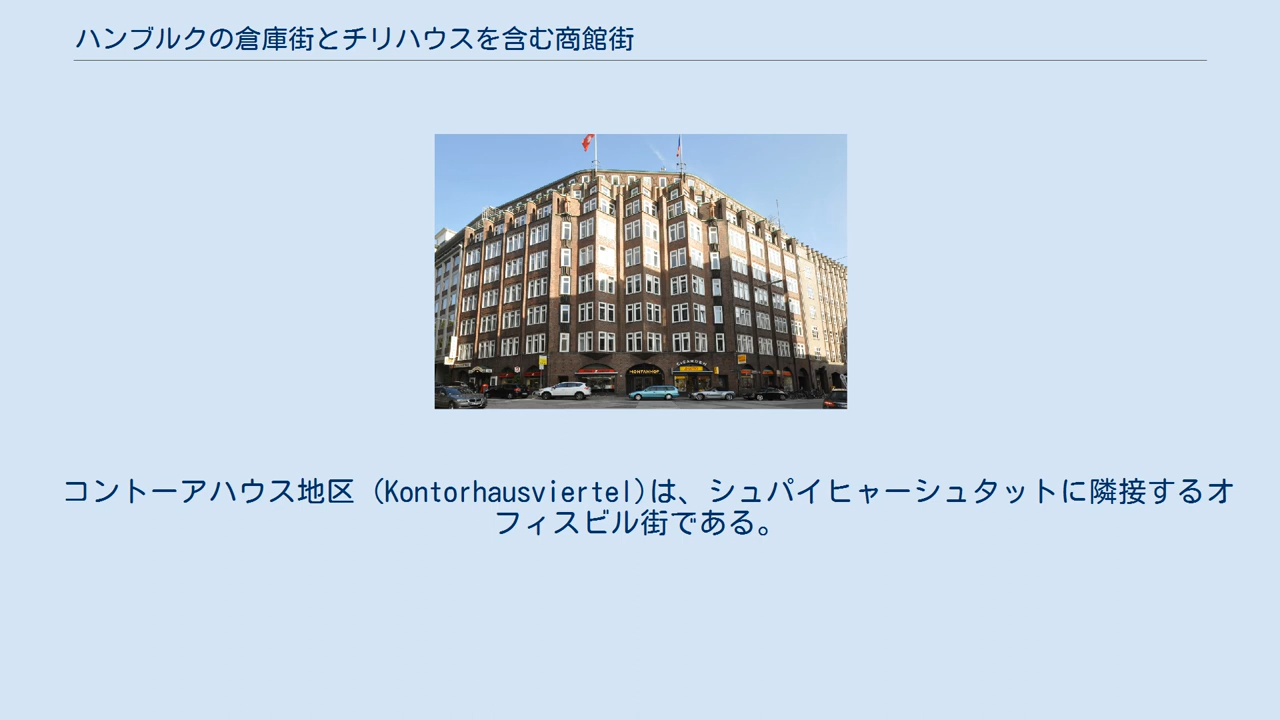 ハンブルクの倉庫街とチリハウスを含む商館街
MONTANHOF
コントーアハウス地区 (Kontorhausviertel)は、シュパイヒャーシュタットに隣接するオ
フィスビル街である。